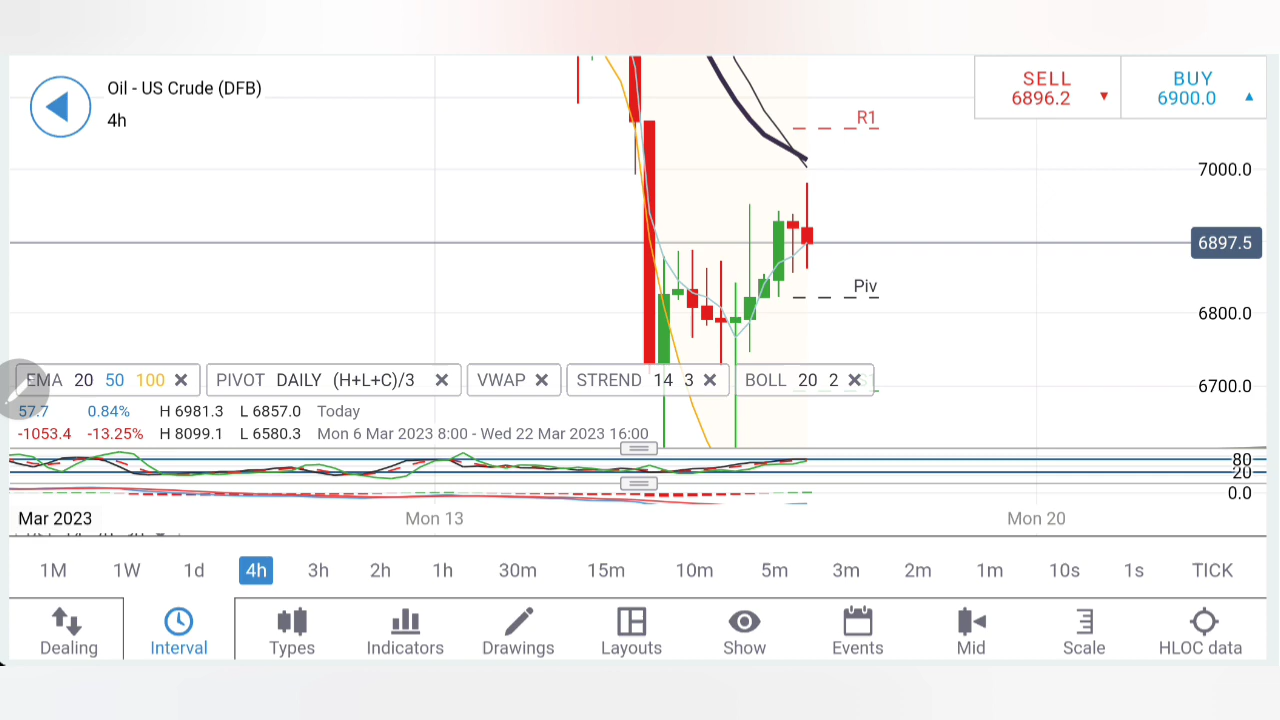 Oil - US Crude (DFB)
4h
SELL
6896.2
BUY
6900.0
R1
7000.0
6897.5
Piv
6800.0
6700.0
EMA 20 50 100
PIVOT DAILY (H+L+C)/3
VWAP
STREND 14 3
BOLL 20 2
57.7 0.84% H 6981.3 L 6857.0 Today
-1053.4 -13.25% H 8099.1 L 6580.3 Mon 6 Mar 2023 8:00 - Wed 22 Mar 2023 16:00
80
20
0.0
Mar 2023 Mon 13 Mon 20
1M 1W 1d 4h 3h 2h 1h 30m 15m 10m 5m 3m 2m 1m 10s 1s TICK
Dealing Interval Types Indicators Drawings Layouts Show Events Mid Scale HLOC data